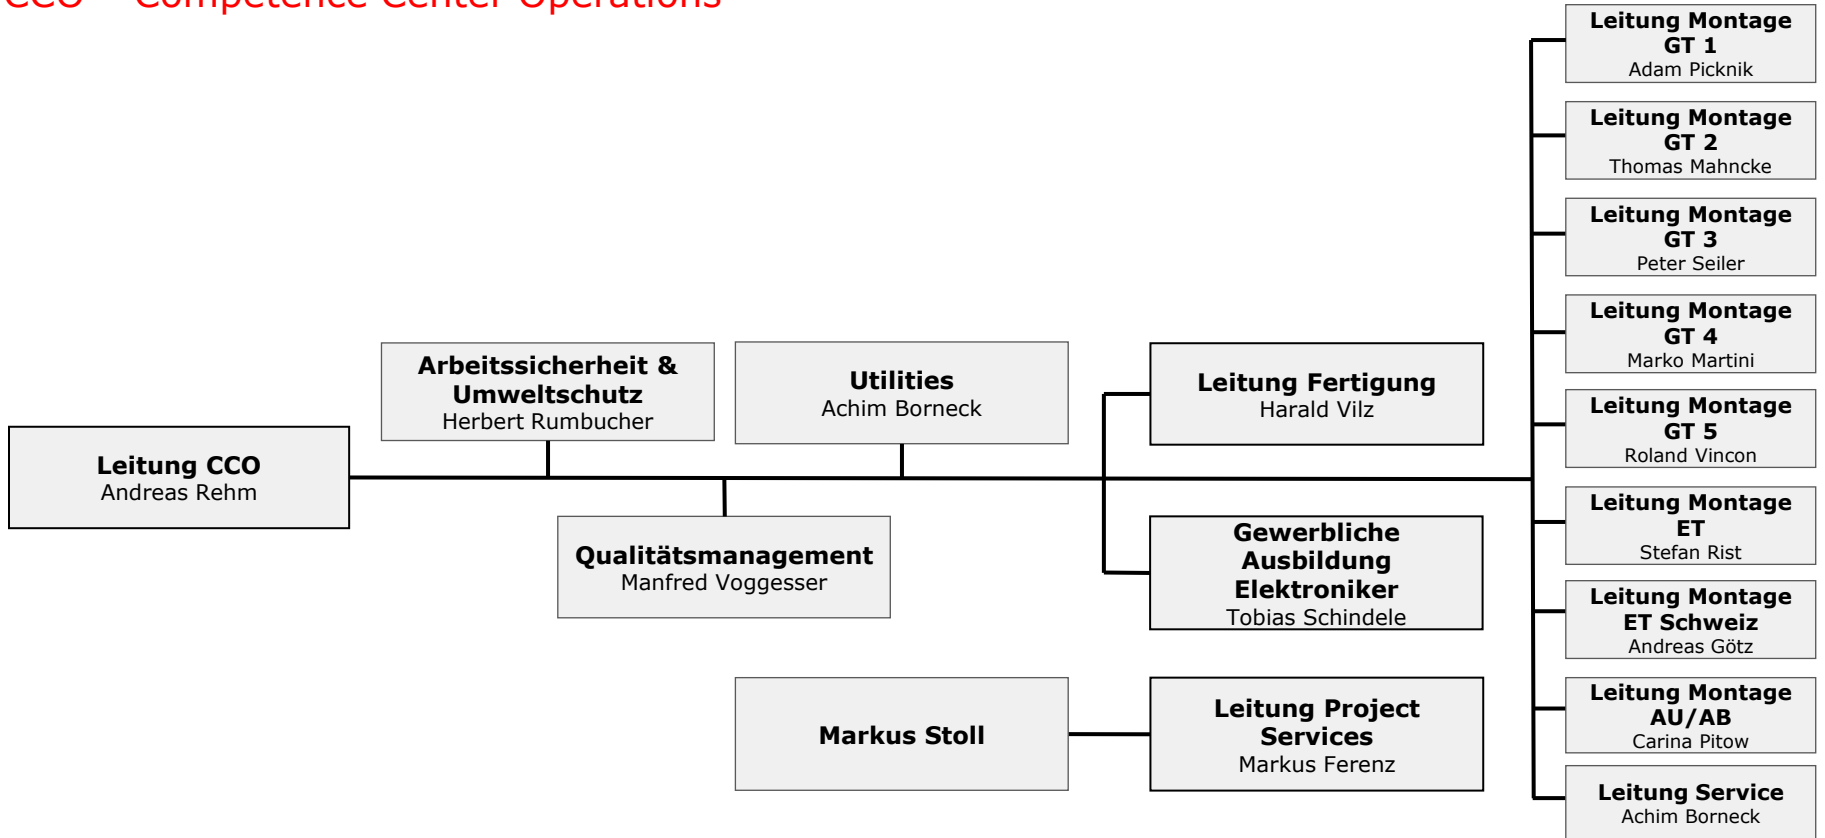 CCO – Competence Center Operations
Leitung CCO
Andreas Rehm
Arbeitssicherheit &
Umweltschutz
Herbert Rumbucher
Utilities
Achim Borneck
Qualitätsmanagement
Manfred Voggesser
Leitung Fertigung
Harald Vilz
Gewerbliche
Ausbildung
Elektroniker
Tobias Schindele
Markus Stoll
Leitung Project
Services
Markus Ferenz
Leitung Montage
GT 1
Adam Picknik
Leitung Montage
GT 2
Thomas Mahncke
Leitung Montage
GT 3
Peter Seiler
Leitung Montage
GT 4
Marko Martini
Leitung Montage
GT 5
Roland Vincon
Leitung Montage
ET
Stefan Rist
Leitung Montage
ET Schweiz
Andreas Götz
Leitung Montage
AU/AB
Carina Pitow
Leitung Service
Achim Borneck